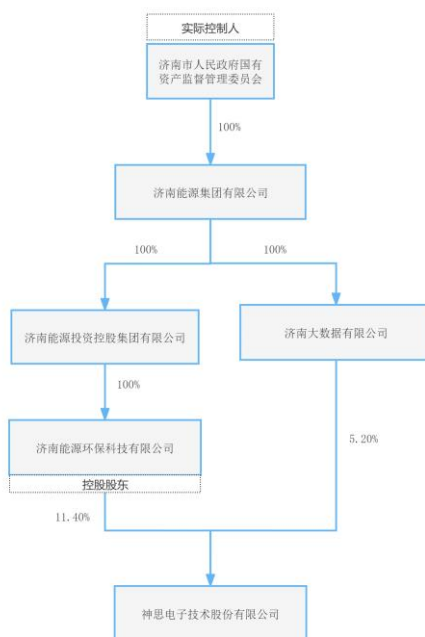 实际控制人
济南市人民政府国有
资产监督管理委员会
100%
济南能源集团有限公司
100%
100%
济南能源投资控股集团有限公司
济南大数据有限公司
100%
济南能源环保科技有限公司
5.20%
控股股东
11.40%
神思电子技术股份有限公司